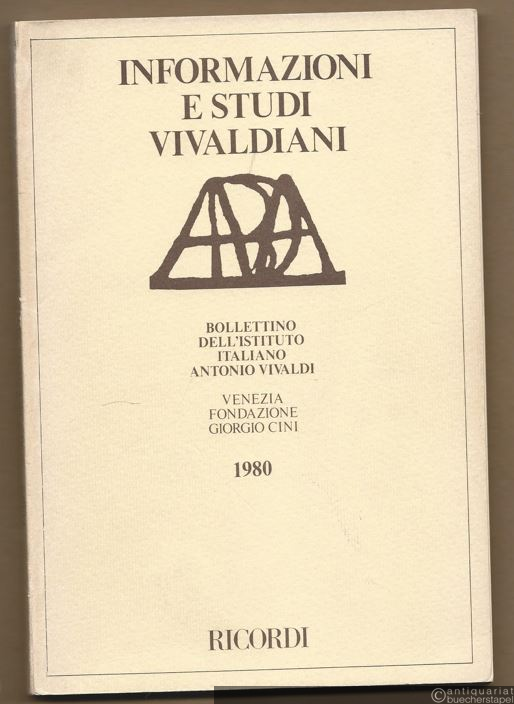 INFORMAZIONI
E STUDI
VIVALDIANI
BOLLETTINO
DELL'ISTITUTO
ITALIANO
ANTONIO VIVALDI
VENEZIA
FONDAZIONE
GIORGIO CINI
1980
RICORDI
©antiquariat
buecherstapel